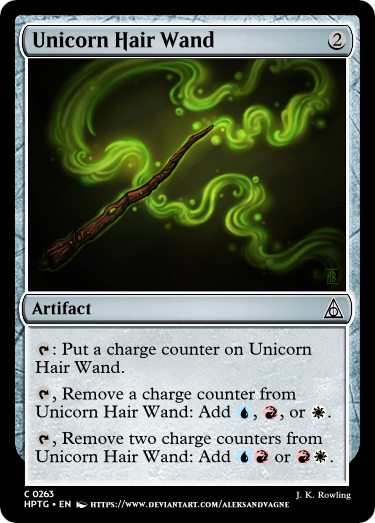 Unicorn Hair Wand 2
Artifact
: Put a charge counter on Unicorn
Hair Wand.
, Remove a charge counter from
Unicorn Hair Wand: Add , , or .
, Remove two charge counters from
Unicorn Hair Wand: Add or .
C 0263 J. K. Rowling
HPTG • EN HTTPS://WWW.DEVIANTART.COM/ALEKSANDVAGNE